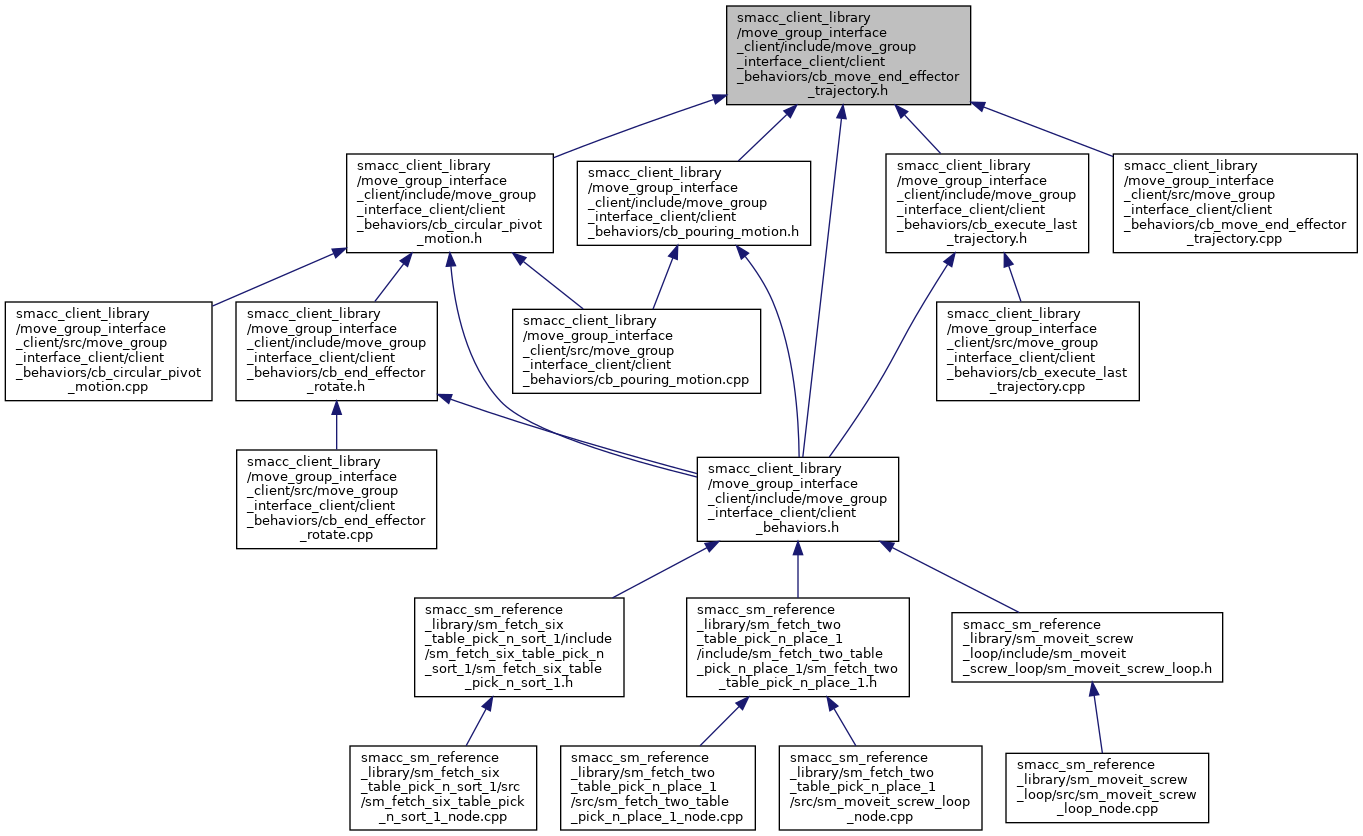 smacc_client_library
/move_group_interface
_client/include/move_group
_interface_client/client
_behaviors/cb_move_end_effector
_trajectory.h
smacc_client_library
/move_group_interface
_client/include/move_group
_interface_client/client
_behaviors/cb_circular_pivot
_motion.h
smacc_client_library
/move_group_interface
_client/include/move_group
_interface_client/client
_behaviors/cb_pouring_motion.h
smacc_client_library
/move_group_interface
_client/include/move_group
_interface_client/client
_behaviors/cb_execute_last
_trajectory.h
smacc_client_library
/move_group_interface
_client/src/move_group
_interface_client/client
_behaviors/cb_move_end_effector
_trajectory.cpp
smacc_client_library
/move_group_interface
_client/src/move_group
_interface_client/client
_behaviors/cb_circular_pivot
_motion.cpp
smacc_client_library
/move_group_interface
_client/include/move_group
_interface_client/client
_behaviors/cb_end_effector
_rotate.h
smacc_client_library
/move_group_interface
_client/src/move_group
_interface_client/client
_behaviors/cb_pouring_motion.cpp
smacc_client_library
/move_group_interface
_client/src/move_group
_interface_client/client
_behaviors/cb_execute_last
_trajectory.cpp
smacc_client_library
/move_group_interface
_client/src/move_group
_interface_client/client
_behaviors/cb_end_effector
_rotate.cpp
smacc_client_library
/move_group_interface
_client/include/move_group
_interface_client/client
_behaviors.h
smacc_sm_reference
_library/sm_fetch_six
_table_pick_n_sort_1/include
/sm_fetch_six_table_pick_n
_sort_1/sm_fetch_six_table
_pick_n_sort_1.h
smacc_sm_reference
_library/sm_fetch_two
_table_pick_n_place_1
/include/sm_fetch_two_table
_pick_n_place_1/sm_fetch_two
_table_pick_n_place_1.h
smacc_sm_reference
_library/sm_moveit_screw
_loop/include/sm_moveit
_screw_loop/sm_moveit_screw_loop.h
smacc_sm_reference
_library/sm_fetch_six
_table_pick_n_sort_1/src
/sm_fetch_six_table_pick
_n_sort_1_node.cpp
smacc_sm_reference
_library/sm_fetch_two
_table_pick_n_place_1
/src/sm_fetch_two_table
_pick_n_place_1_node.cpp
smacc_sm_reference
_library/sm_fetch_two
_table_pick_n_place_1
/src/sm_moveit_screw_loop
_node.cpp
smacc_sm_reference
_library/sm_moveit_screw
_loop/src/sm_moveit_screw
_loop_node.cpp